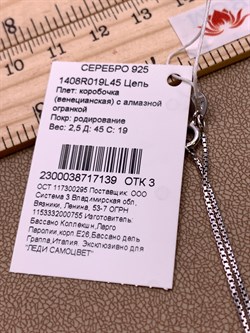 СЕРЕБРО 925
1408R019L45 Цепь
Плет: коробочка
(венецианская) с алмазной
огранкой
Покр: родирование
Вес: 2,5 Д: 45 С: 19
2300038717139 ОТК 3
ОСТ 117300295 Поставщик: ООО
Система 3 Владимирская обл,
Вязники, Ленина, 53-7 ОГРН
1153332000755 Изготовитель:
Бассано Коллекшн, Ларго
Паролии, корп.Е26, Бассано дель
Граппа, Италия. Эксклюзивно для
"ЛЕДИ САМОЦВЕТ"